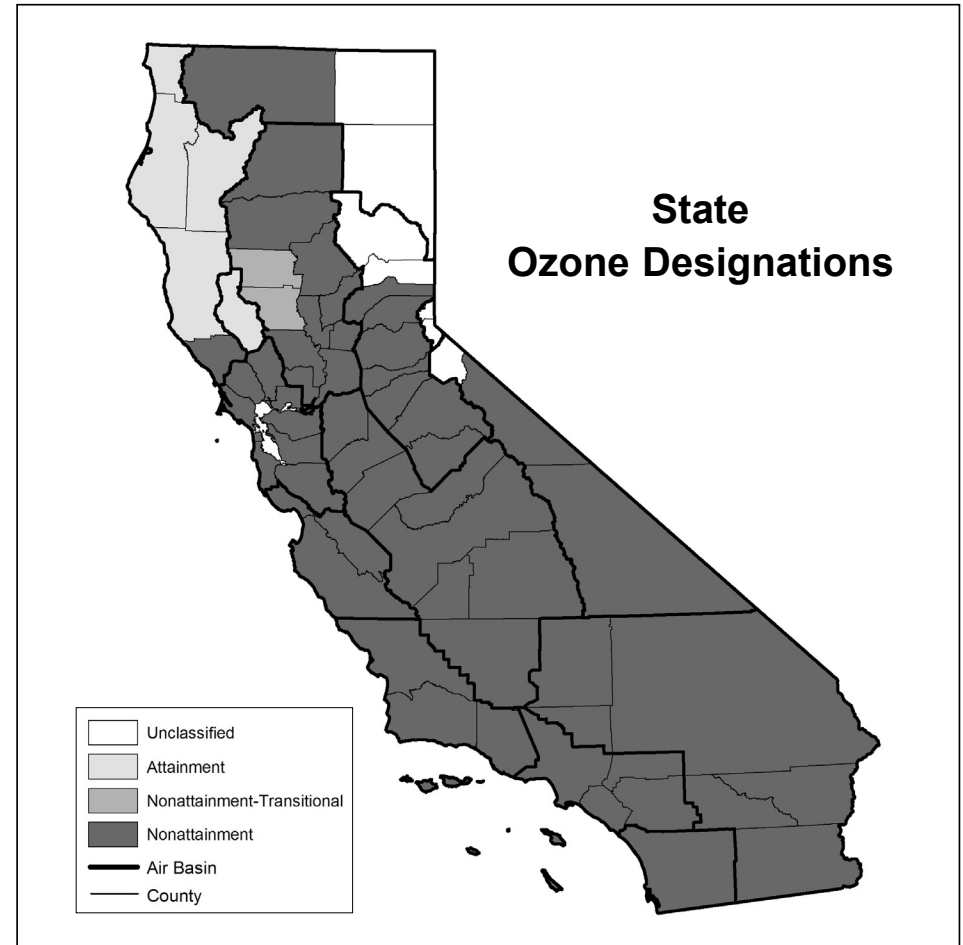 State
Ozone Designations
Unclassified
Attainment
Nonattainment-Transitional
Nonattainment
Air Basin
County